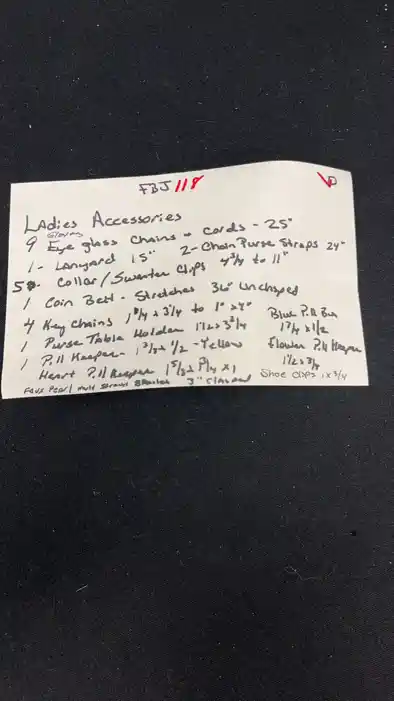 FBJ 118
Ladies Accessories
9 Eye glass Chains - Cords - 25"
1 - Lanyard 15" 2 - Chain Purse Straps 24"
Collar / Sweater Clips 4 3/4 to 11"
1 Coin Belt - Stretches 36" unclasped
4 Key Chains 1 3/4 x 3 1/4 to 1" x 4"
1 Purse Table Holder 1 1/2 x 3 3/4
Blue Pill Box
1 3/4 x 1/2
1 Pill Keeper - 1 3/4 x 1/2 - Yellow
Flower Pill Keeper
1 1/2 x 3/4
Heart Pill Keeper 1 5/8 x 1 3/4 x 1
Shoe Clips 1 x 3/4
Faux Pearl Multi Strand Bracelet 3" Clasped